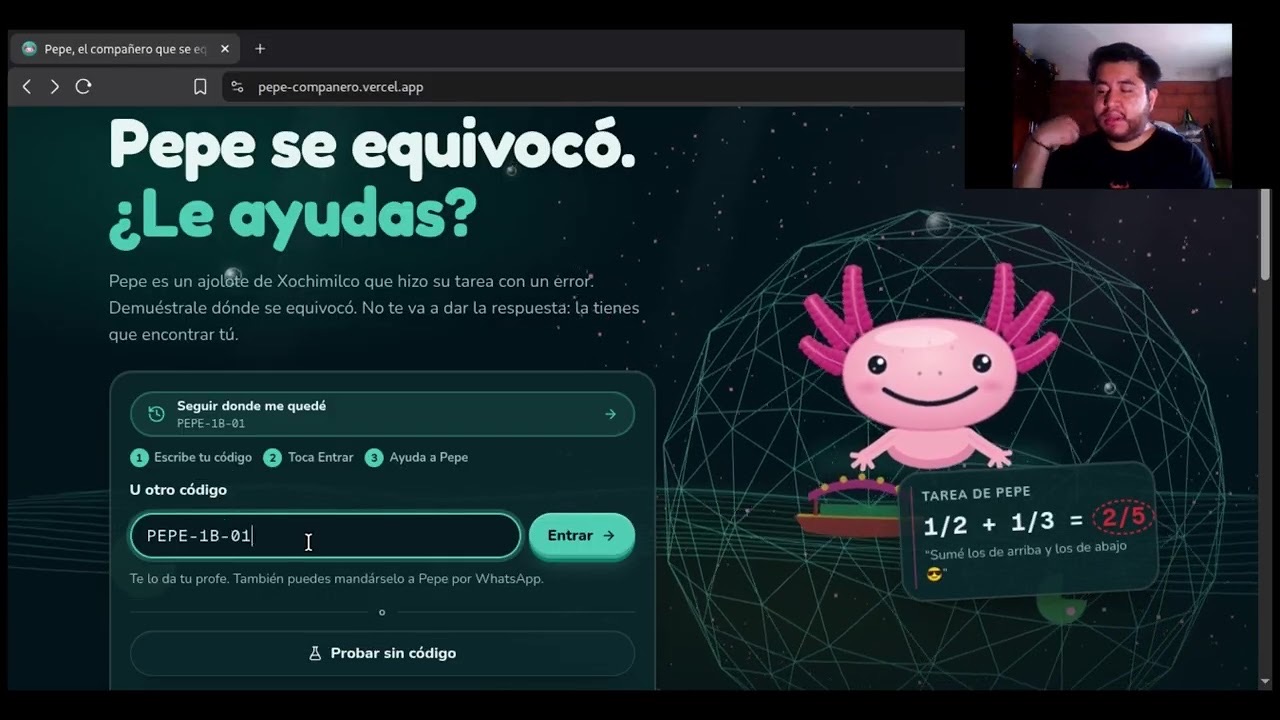 Pepe, el compañero que se eq
pepe-companero.vercel.app
Pepe se equivocó.
¿Le ayudas?
Pepe es un ajolote de Xochimilco que hizo su tarea con un error.
Demuéstrale dónde se equivocó. No te va a dar la respuesta: la tienes
que encontrar tú.
Seguir donde me quedé
PEPE-1B-01
1 Escribe tu código 2 Toca Entrar 3 Ayuda a Pepe
U otro código
PEPE-1B-01
Entrar
Te lo da tu profe. También puedes mandárselo a Pepe por WhatsApp.
o
Probar sin código
TAREA DE PEPE
1/2 + 1/3 = 2/5
"Sumé los de arriba y los de abajo
😎"